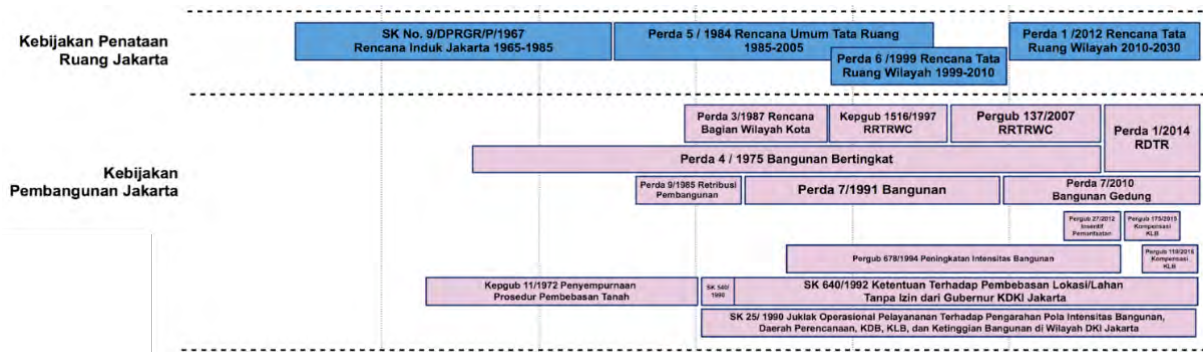 Kebijakan Penataan
Ruang Jakarta
SK No. 9/DPRGR/P/1967
Rencana Induk Jakarta 1965-1985
Perda 5 / 1984 Rencana Umum Tata Ruang
1985-2005
Perda 6 /1999 Rencana Tata
Ruang Wilayah 1999-2010
Perda 1 /2012 Rencana Tata
Ruang Wilayah 2010-2030
Kebijakan
Pembangunan Jakarta
Perda 3/1987 Rencana
Bagian Wilayah Kota
Kepgub 1516/1997
RRTRWC
Pergub 137/2007
RRTRWC
Perda 1/2014
RDTR
Perda 4 / 1975 Bangunan Bertingkat
Perda 9/1985 Retribusi
Pembangunan
Perda 7/1991 Bangunan
Perda 7/2010
Bangunan Gedung
Pergub 27/2012
Insentif
Pemanfaatan
Pergub 175/2015
Kompensasi
KLB
Pergub 678/1994 Peningkatan Intensitas Bangunan
Pergub 119/2016
Kompensasi
KLB
Kepgub 11/1972 Penyempurnaan
Prosedur Pembebasan Tanah
SK 540/
1990
SK 640/1992 Ketentuan Terhadap Pembebasan Lokasi/Lahan
Tanpa Izin dari Gubernur KDKI Jakarta
SK 25/ 1990 Juklak Operasional Pelayananan Terhadap Pengarahan Pola Intensitas Bangunan,
Daerah Perencanaan, KDB, KLB, dan Ketinggian Bangunan di Wilayah DKI Jakarta